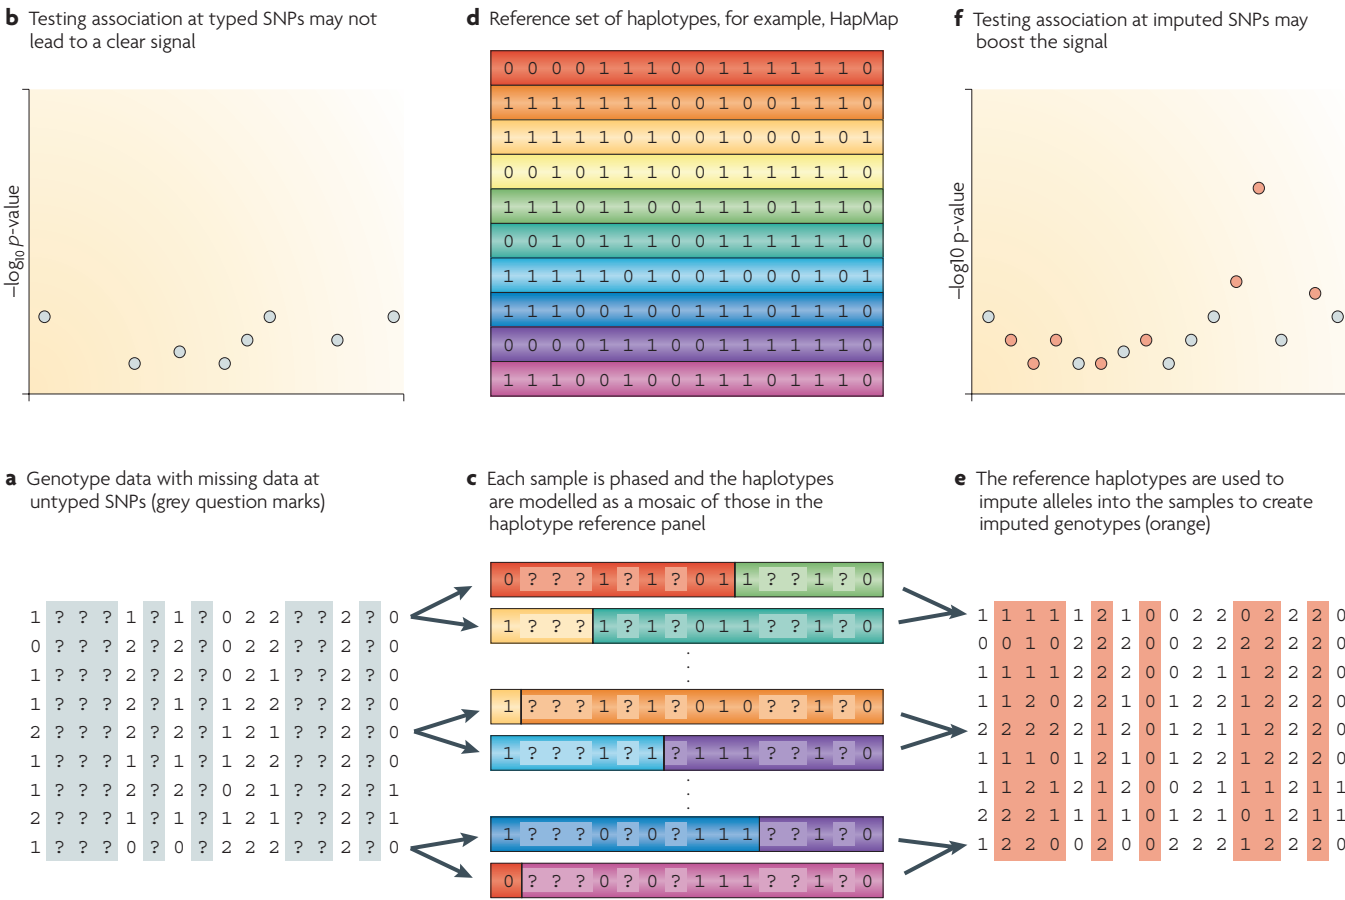 b Testing association at typed SNPs may not
lead to a clear signal
–log₁₀ p-value
d Reference set of haplotypes, for example, HapMap
0 0 0 0 1 1 1 0 0 1 1 1 1 1 1 0
1 1 1 1 1 1 1 0 0 1 0 0 1 1 1 0
1 1 1 1 1 0 1 0 0 1 0 0 0 1 0 1
0 0 1 0 1 1 1 0 0 1 1 1 1 1 1 0
1 1 1 0 1 1 0 0 1 1 1 0 1 1 1 0
0 0 1 0 1 1 1 0 0 1 1 1 1 1 1 0
1 1 1 1 1 0 1 0 0 1 0 0 0 1 0 1
1 1 1 0 0 1 0 0 1 1 1 0 1 1 1 0
0 0 0 0 1 1 1 0 0 1 1 1 1 1 1 0
1 1 1 0 0 1 0 0 1 1 1 0 1 1 1 0
f Testing association at imputed SNPs may
boost the signal
–log10 p-value
a Genotype data with missing data at
untyped SNPs (grey question marks)
1 ? ? ? 1 ? 1 ? 0 2 2 ? ? 2 ? 0
0 ? ? ? 2 ? 2 ? 0 2 2 ? ? 2 ? 0
1 ? ? ? 2 ? 2 ? 0 2 1 ? ? 2 ? 0
1 ? ? ? 2 ? 1 ? 1 2 2 ? ? 2 ? 0
2 ? ? ? 2 ? 2 ? 1 2 1 ? ? 2 ? 0
1 ? ? ? 1 ? 1 ? 1 2 2 ? ? 2 ? 0
1 ? ? ? 2 ? 2 ? 0 2 1 ? ? 2 ? 1
2 ? ? ? 1 ? 1 ? 1 2 1 ? ? 2 ? 1
1 ? ? ? 0 ? 0 ? 2 2 2 ? ? 2 ? 0
c Each sample is phased and the haplotypes
are modelled as a mosaic of those in the
haplotype reference panel
0 ? ? ? 1 ? 1 ? 0 1 1 ? ? 1 ? 0
1 ? ? ? 1 ? 1 ? 0 1 1 ? ? 1 ? 0
1 ? ? ? 1 ? 1 ? 0 1 0 ? ? 1 ? 0
1 ? ? ? 1 ? 1 ? 1 1 1 ? ? 1 ? 0
1 ? ? ? 0 ? 0 ? 1 1 1 ? ? 1 ? 0
0 ? ? ? 0 ? 0 ? 1 1 1 ? ? 1 ? 0
e The reference haplotypes are used to
impute alleles into the samples to create
imputed genotypes (orange)
1 1 1 1 1 2 1 0 0 2 2 0 2 2 2 0
0 0 1 0 2 2 2 0 0 2 2 2 2 2 2 0
1 1 1 1 2 2 2 0 0 2 1 1 2 2 2 0
1 1 2 0 2 2 1 0 1 2 2 1 2 2 2 0
2 2 2 2 2 1 2 0 1 2 1 1 2 2 2 0
1 1 1 0 1 2 1 0 1 2 2 1 2 2 2 0
1 1 2 1 2 1 2 0 0 2 1 1 1 2 1 1
2 2 2 1 1 1 1 0 1 2 1 0 1 2 1 1
1 2 2 0 0 2 0 0 2 2 2 1 2 2 2 0